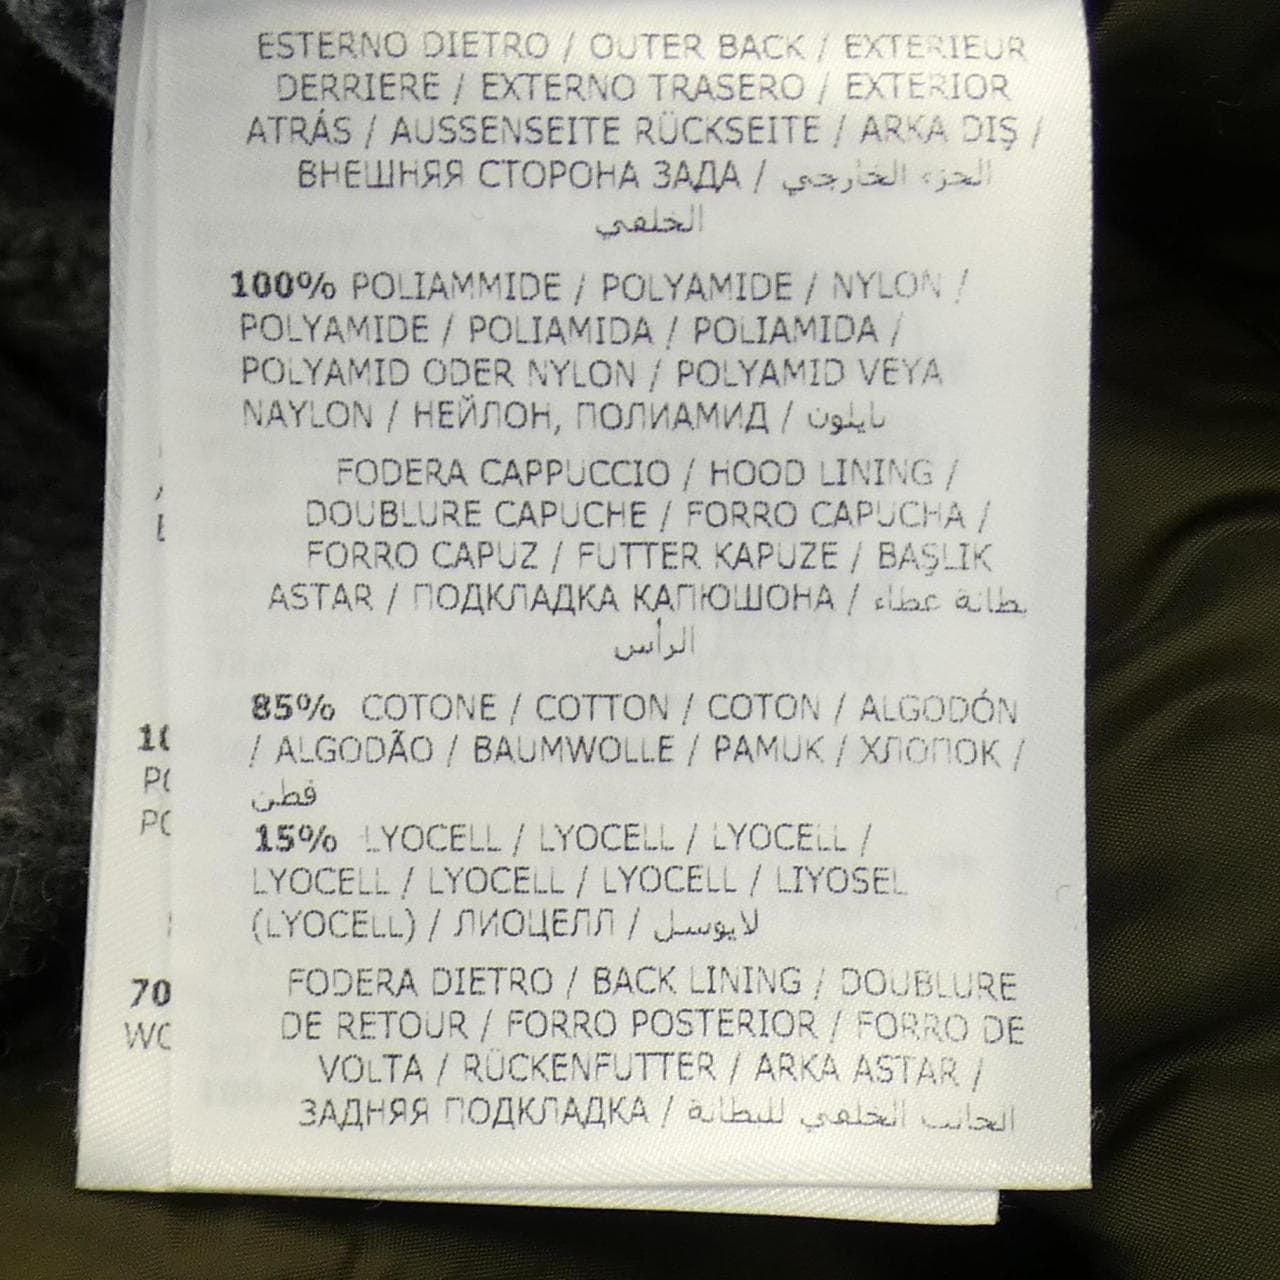 ESTERNO DIETRO / OUTER BACK / EXTERIEUR
DERRIERE / EXTERNO TRASERO / EXTERIOR
ATRÁS / AUSSENSEITE RÜCKSEITE / ARKA DIŞ /
ВНЕШНЯЯ СТОРОНА ЗАДА / الجزء الخارجي
الخلفي
100% POLIAMMIDE / POLYAMIDE / NYLON /
POLYAMIDE / POLIAMIDA / POLIAMIDA /
POLYAMID ODER NYLON / POLYAMID VEYA
NAYLON / НЕЙЛОН, ПОЛИАМИД / نايلون
FODERA CAPPUCCIO / HOOD LINING /
DOUBLURE CAPUCHE / FORRO CAPUCHA /
FORRO CAPUZ / FUTTER KAPUZE / BAŞLIK
ASTAR / ПОДКЛАДКА КАПЮШОНА / بطانة غطاء
الرأس
85% COTONE / COTTON / COTON / ALGODÓN
/ ALGODÃO / BAUMWOLLE / PAMUK / ХЛОПОК /
قطن
15% LYOCELL / LYOCELL / LYOCELL /
LYOCELL / LYOCELL / LYOCELL / LIYOSEL
(LYOCELL) / ЛИОЦЕЛЛ / لايوسل
FODERA DIETRO / BACK LINING / DOUBLURE
DE RETOUR / FORRO POSTERIOR / FORRO DE
VOLTA / RÜCKENFUTTER / ARKA ASTAR /
ЗАДНЯЯ ПОДКЛАДКА / الجانب الخلفي للبطانة
70